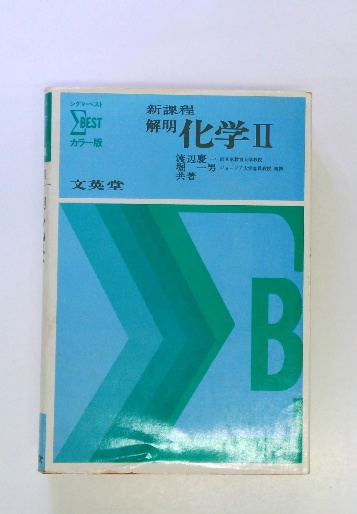 シグマ・ベスト
ΣBEST
カラー版
新課程
解明 化学Ⅱ
渡辺慶一
堀一男
共著
文英堂
ΣB